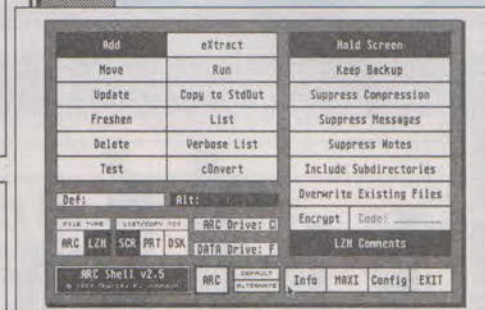 Add eXtract Hold Screen
Move Run Keep Backup
Update Copy to StdOut Suppress Compression
Freshen List Suppress Messages
Delete Verbose List Suppress Notes
Test cOnvert Include Subdirectories
Def: Alt: Overwrite Existing Files
FILE TYPE LIST/COPY TO: ARC Drive: C Encrypt Code:
ARC LZH SCR PRT DSK DATA Drive: F LZH Comments
ARC Shell v2.5 ARC DEFAULT Info MAXI Config EXIT
ALTERNATE